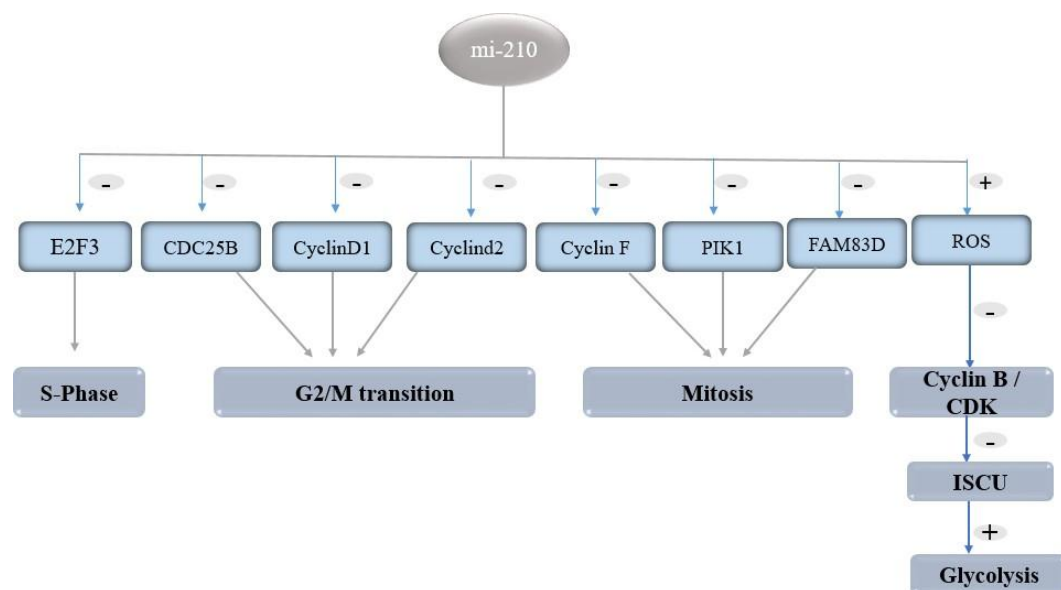 mi-210
- - - - - - - +
E2F3 CDC25B CyclinD1 Cyclind2 Cyclin F PIK1 FAM83D ROS
-
S-Phase G2/M transition Mitosis Cyclin B /
CDK
-
ISCU
+
Glycolysis